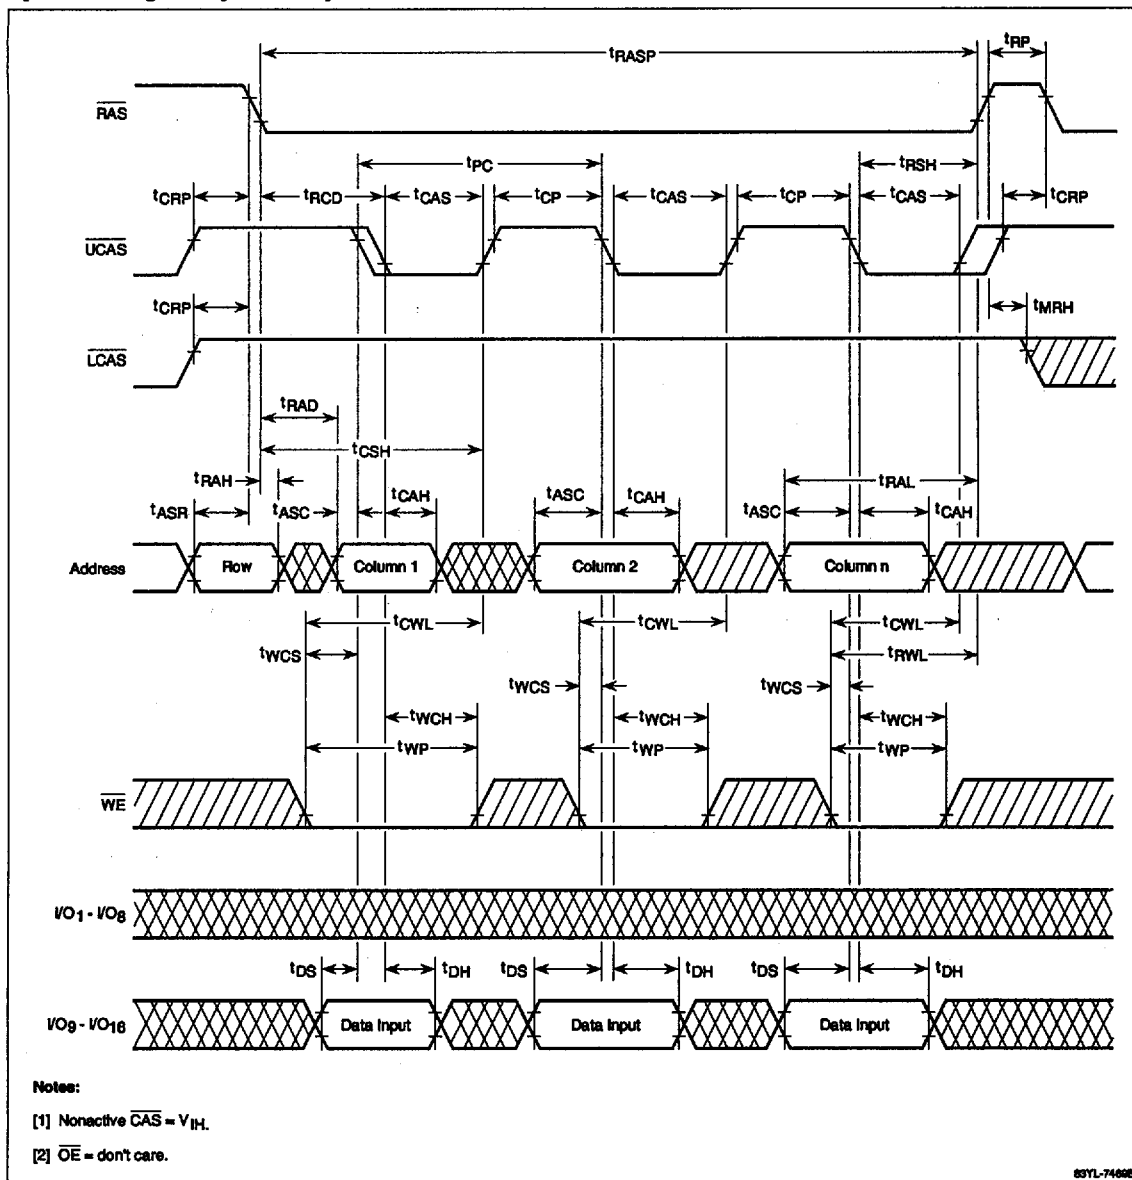 tRASP
tRP
RAS
tPC
tRSH
tCRP
tRCD
tCAS
tCP
tCAS
tCP
tCAS
tCRP
UCAS
tCRP
tMRH
LCAS
tRAD
tCSH
tRAH
tRAL
tASR
tASC
tCAH
tASC
tCAH
tASC
tCAH
Address
Row
Column 1
Column 2
Column n
tCWL
tCWL
tCWL
tWCS
tRWL
tWCS
tWCS
tWCH
tWCH
tWCH
tWP
tWP
tWP
WE
I/O1 - I/O8
tDS
tDH
tDS
tDH
tDS
tDH
I/O9 - I/O16
Data Input
Data Input
Data Input
Notes:
[1] Nonactive CAS = VIH.
[2] OE = don't care.